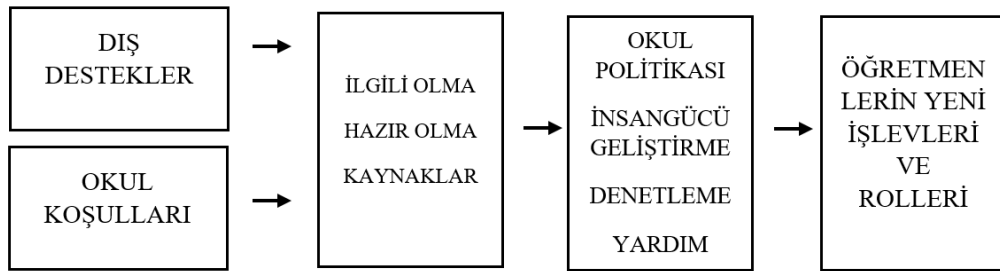 DIŞ
DESTEKLER
OKUL
KOŞULLARI
İLGİLİ OLMA
HAZIR OLMA
KAYNAKLAR
OKUL
POLİTİKASI
İNSANGÜCÜ
GELİŞTİRME
DENETLEME
YARDIM
ÖĞRETMEN
LERİN YENİ
İŞLEVLERİ
VE
ROLLERİ